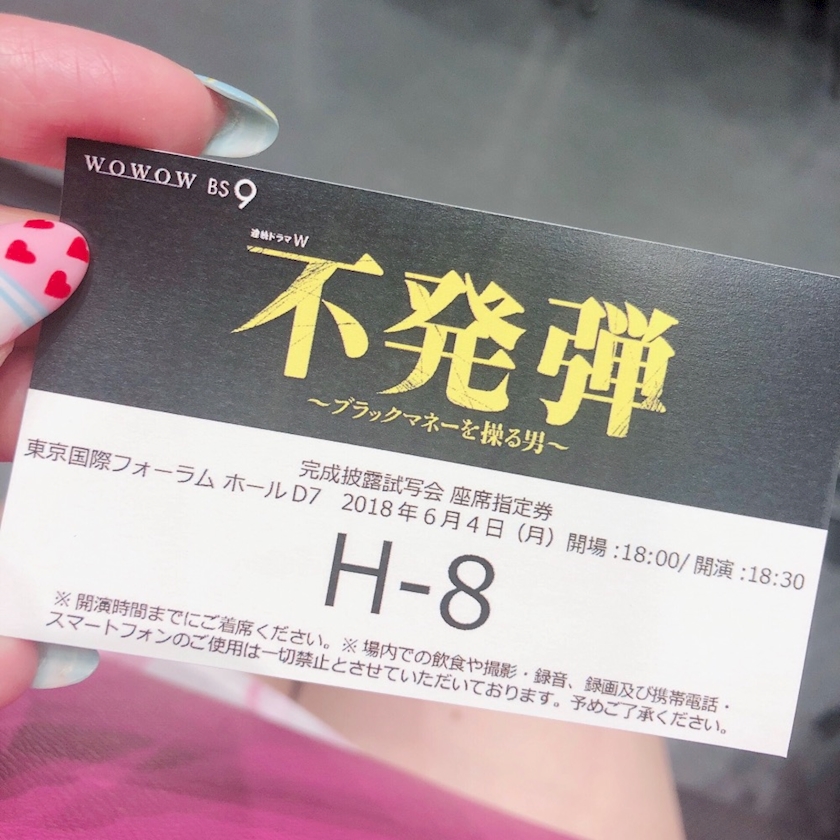 WOWOW BS9
連続ドラマW
不発弾
～ブラックマネーを操る男～
完成披露試写会 座席指定券
東京国際フォーラム ホールD7 2018年6月4日（月）開場:18:00/開演:18:30
H-8
※開演時間までにご着席ください。※場内での飲食や撮影・録音、録画及び携帯電話・
スマートフォンのご使用は一切禁止とさせていただいております。予めご了承ください。